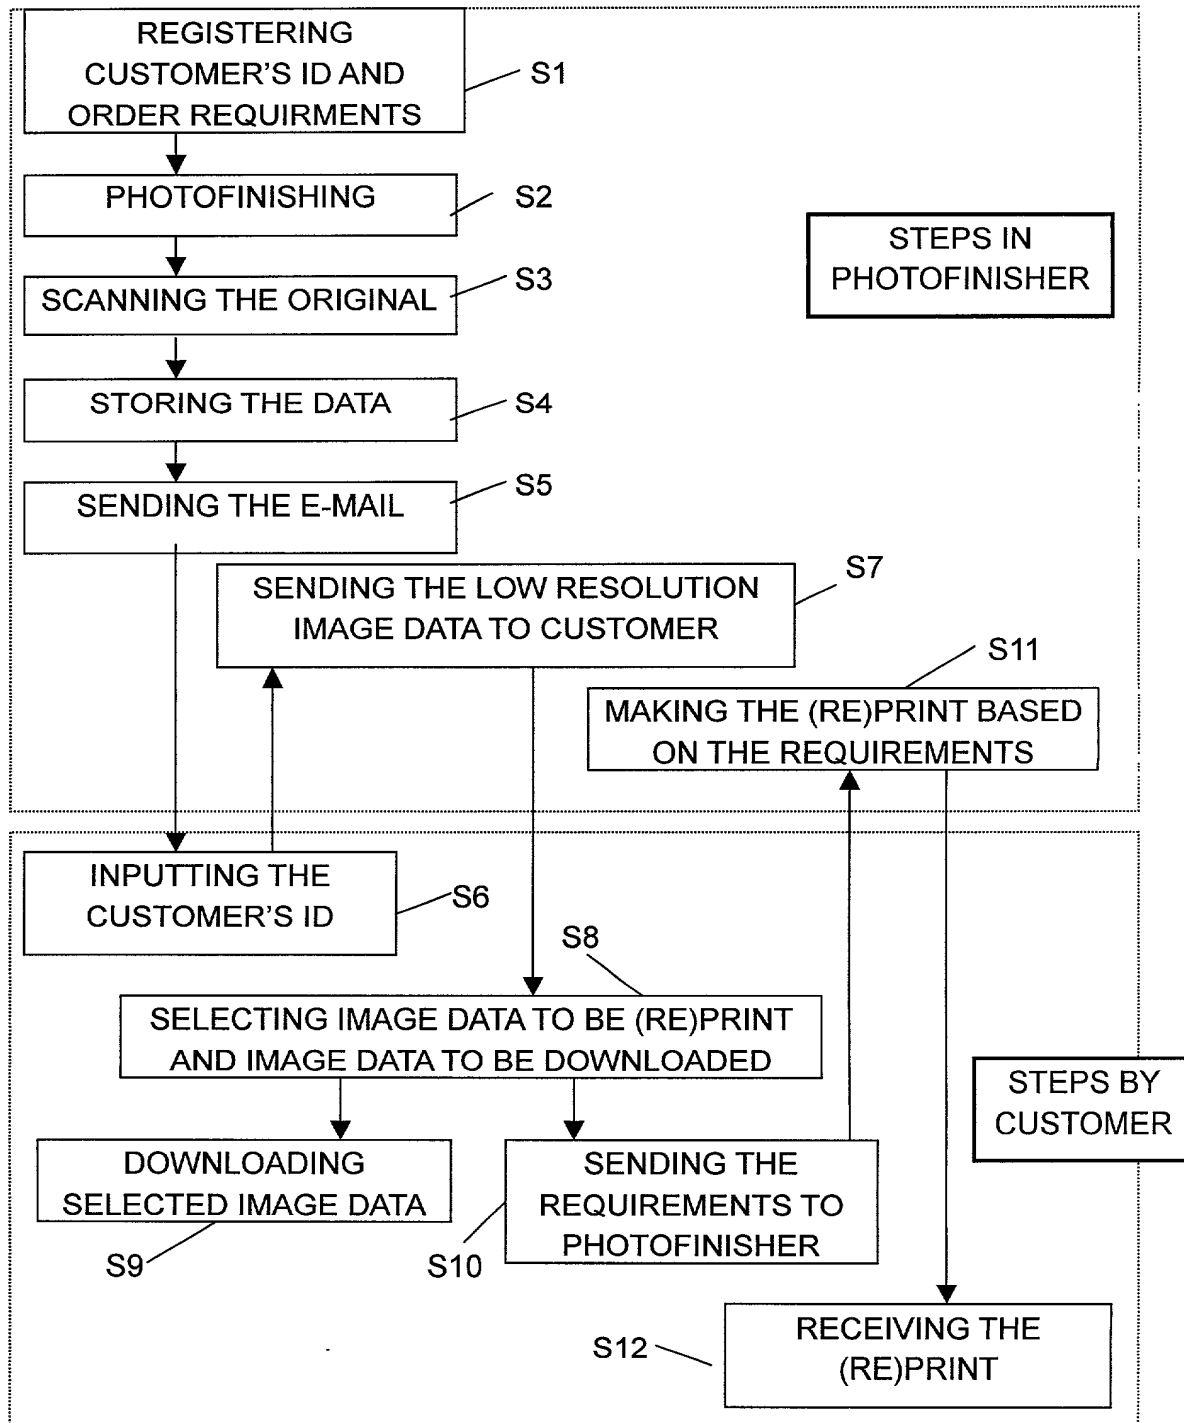 REGISTERING
CUSTOMER'S ID AND
ORDER REQUIRMENTS
S1
PHOTOFINISHING
S2
STEPS IN
PHOTOFINISHER
SCANNING THE ORIGINAL
S3
STORING THE DATA
S4
SENDING THE E-MAIL
S5
SENDING THE LOW RESOLUTION
IMAGE DATA TO CUSTOMER
S7
S11
MAKING THE (RE)PRINT BASED
ON THE REQUIREMENTS
INPUTTING THE
CUSTOMER'S ID
S6
S8
SELECTING IMAGE DATA TO BE (RE)PRINT
AND IMAGE DATA TO BE DOWNLOADED
STEPS BY
CUSTOMER
DOWNLOADING
SELECTED IMAGE DATA
S9
SENDING THE
REQUIREMENTS TO
PHOTOFINISHER
S10
RECEIVING THE
(RE)PRINT
S12